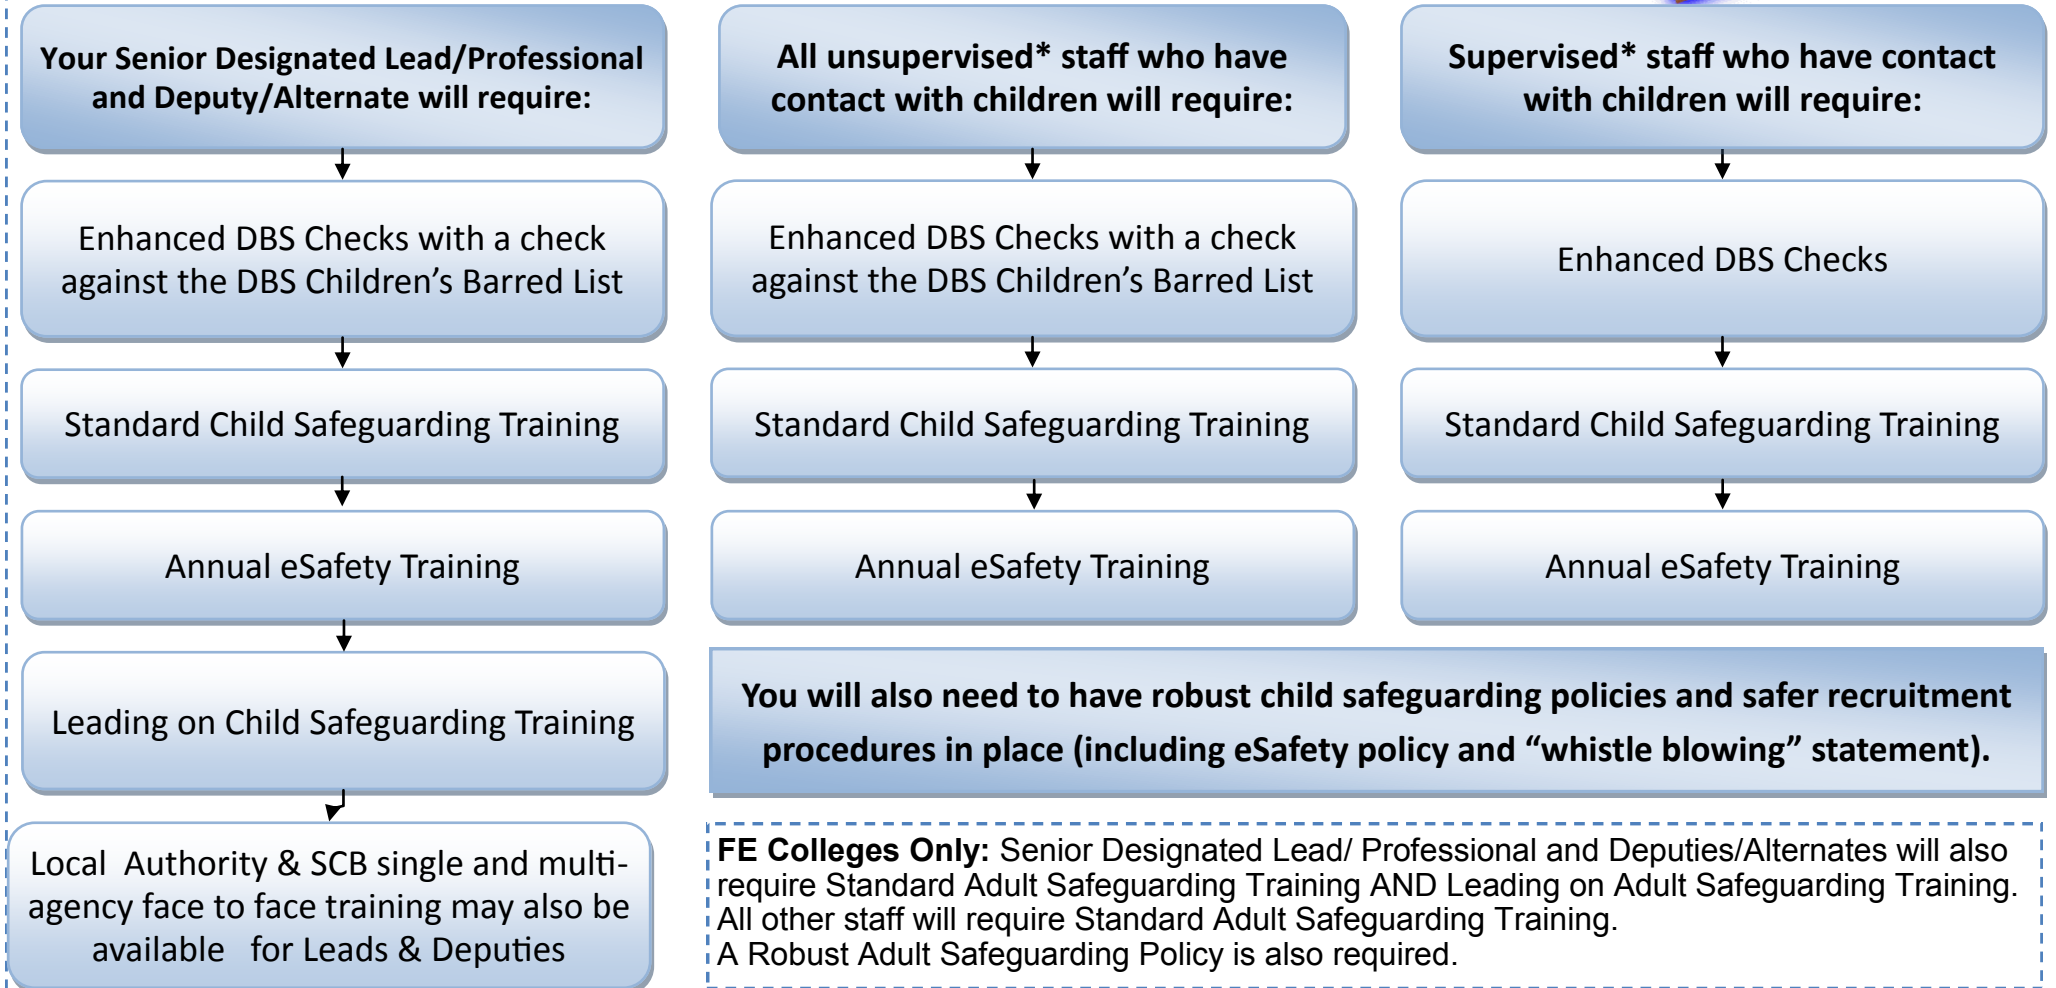 Your Senior Designated Lead/Professional
and Deputy/Alternate will require:
Enhanced DBS Checks with a check
against the DBS Children’s Barred List
Standard Child Safeguarding Training
Annual eSafety Training
Leading on Child Safeguarding Training
Local Authority & SCB single and multi-
agency face to face training may also be
available for Leads & Deputies
All unsupervised* staff who have
contact with children will require:
Enhanced DBS Checks with a check
against the DBS Children’s Barred List
Standard Child Safeguarding Training
Annual eSafety Training
Supervised* staff who have contact
with children will require:
Enhanced DBS Checks
Standard Child Safeguarding Training
Annual eSafety Training
You will also need to have robust child safeguarding policies and safer recruitment
procedures in place (including eSafety policy and “whistle blowing” statement).
FE Colleges Only: Senior Designated Lead/ Professional and Deputies/Alternates will also
require Standard Adult Safeguarding Training AND Leading on Adult Safeguarding Training.
All other staff will require Standard Adult Safeguarding Training.
A Robust Adult Safeguarding Policy is also required.